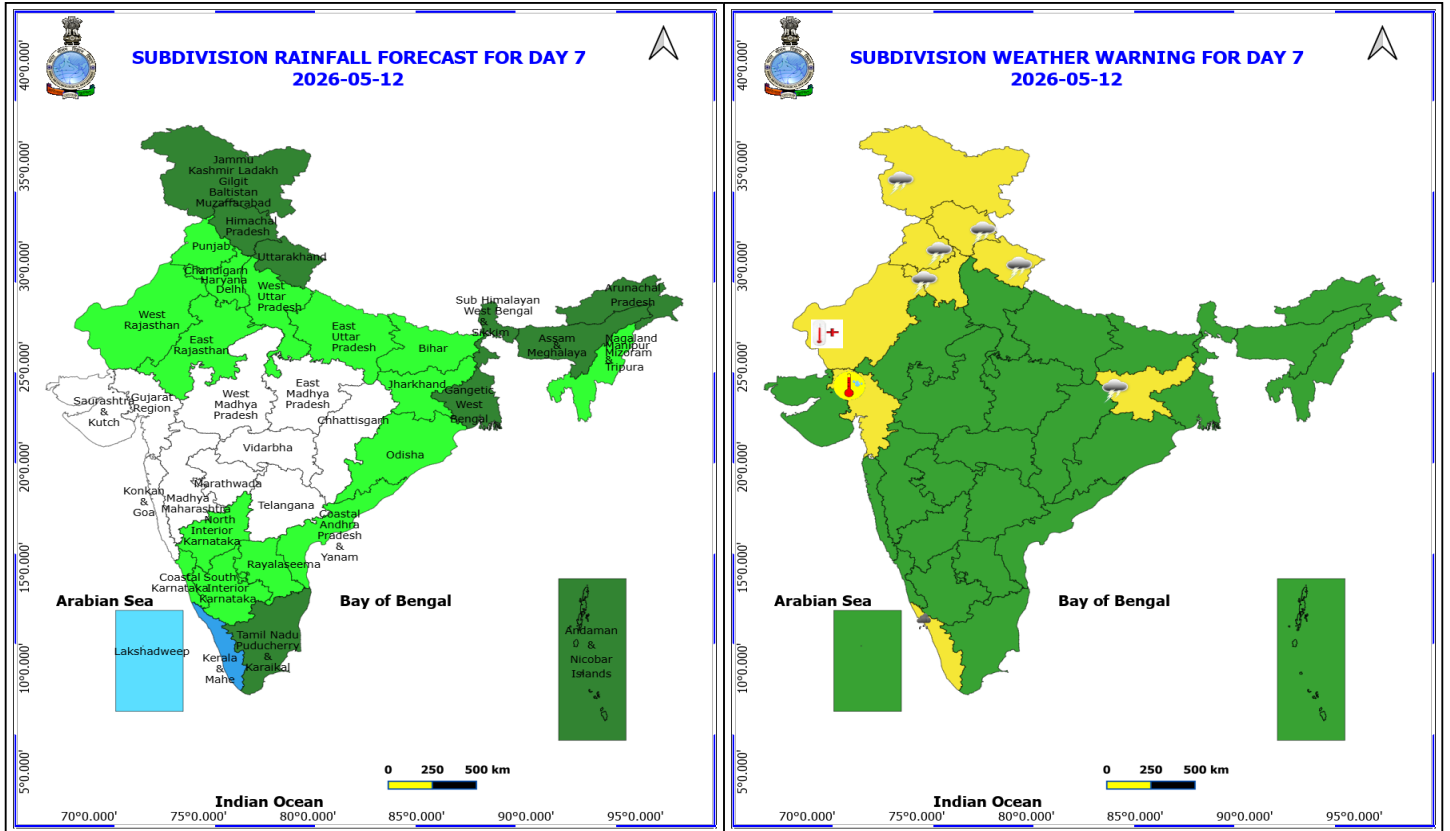 SUBDIVISION RAINFALL FORECAST FOR DAY 7
2026-05-12
40°0.000'
35°0.000'
30°0.000'
25°0.000'
20°0.000'
15°0.000'
10°0.000'
5°0.000'
Jammu
Kashmir Ladakh
Gilgit
Baltistan
Muzaffarabad
Himachal
Pradesh
Punjab
Uttarakhand
Chandigarh
Haryana
Delhi
West
Uttar
Pradesh
West
Rajasthan
East
Rajasthan
East
Uttar
Pradesh
Bihar
Sub Himalayan
West Bengal
&
Sikkim
Arunachal
Pradesh
Assam
&
Meghalaya
Nagaland
Manipur
Mizoram
&
Tripura
Jharkhand
Gangetic
West
Bengal
Saurashtra
&
Kutch
Gujarat
Region
West
Madhya
Pradesh
East
Madhya
Pradesh
Chhattisgarh
Vidarbha
Odisha
Konkan
&
Goa
Madhya
Maharashtra
Marathwada
Telangana
North
Interior
Karnataka
Coastal
Andhra
Pradesh
&
Yanam
Rayalaseema
Coastal
Karnataka
South
Interior
Karnataka
Arabian Sea
Bay of Bengal
Lakshadweep
Kerala
&
Mahe
Tamil Nadu
Puducherry
&
Karaikal
Andaman
&
Nicobar
Islands
0 250 500 km
Indian Ocean
70°0.000' 75°0.000' 80°0.000' 85°0.000' 90°0.000' 95°0.000'
SUBDIVISION WEATHER WARNING FOR DAY 7
2026-05-12
40°0.000'
35°0.000'
30°0.000'
25°0.000'
20°0.000'
15°0.000'
10°0.000'
5°0.000'
Arabian Sea
Bay of Bengal
0 250 500 km
Indian Ocean
70°0.000' 75°0.000' 80°0.000' 85°0.000' 90°0.000' 95°0.000'